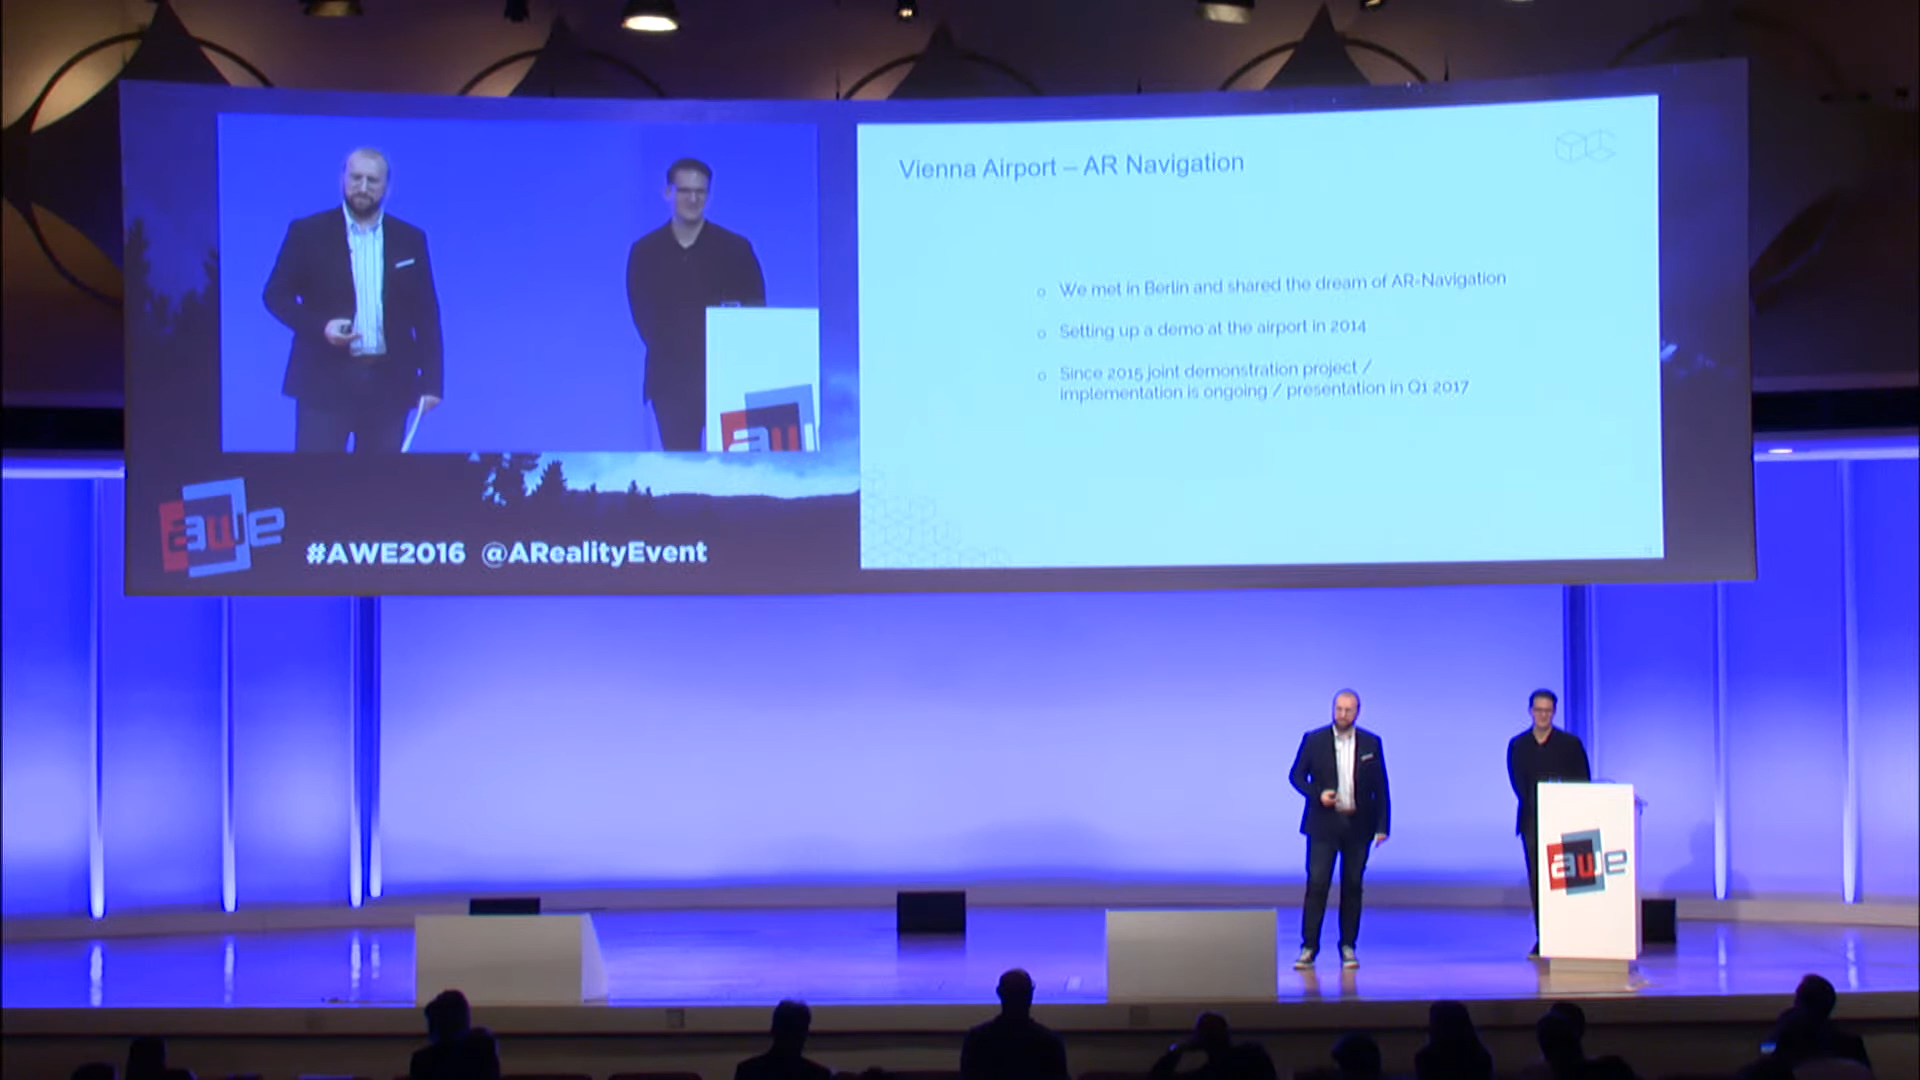 Vienna Airport – AR Navigation
○ We met in Berlin and shared the dream of AR-Navigation
○ Setting up a demo at the airport in 2014
○ Since 2015 joint demonstration project /
implementation is ongoing / presentation in Q1 2017
aw
awe
#AWE2016 @ARealityEvent
awe